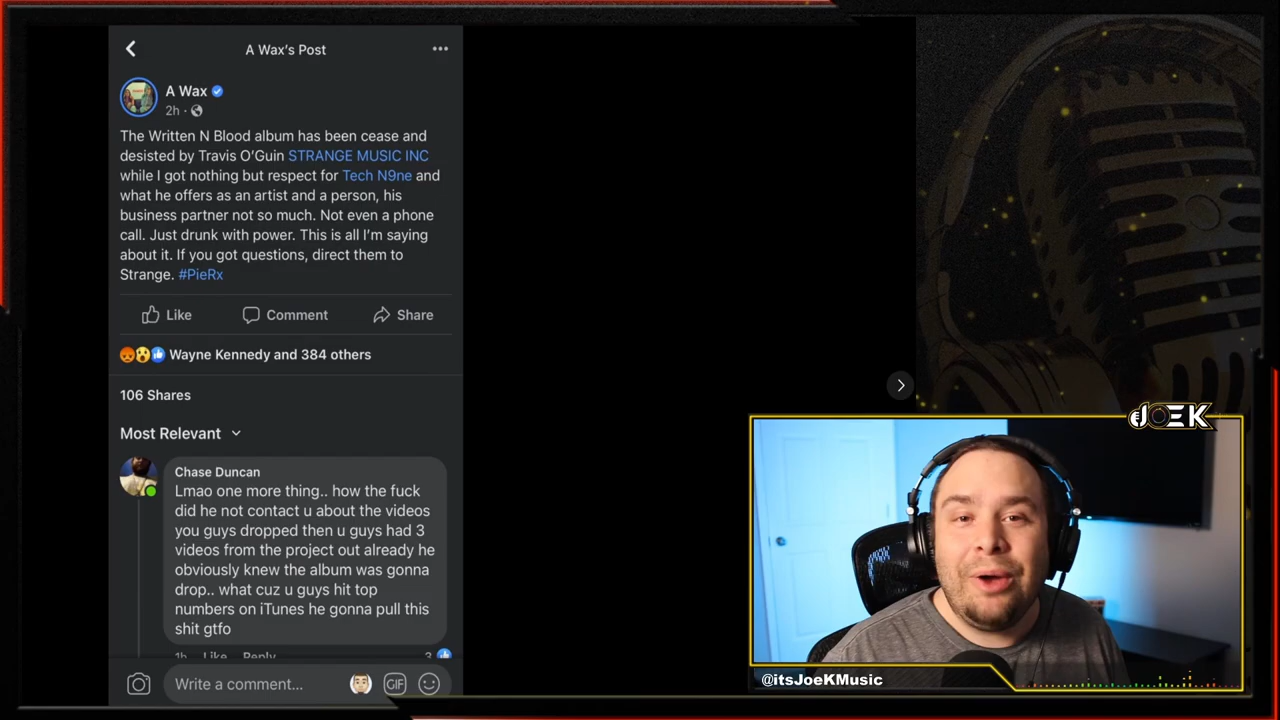 A Wax's Post
A Wax
2h ·
The Written N Blood album has been cease and
desisted by Travis O'Guin STRANGE MUSIC INC
while I got nothing but respect for Tech N9ne and
what he offers as an artist and a person, his
business partner not so much. Not even a phone
call. Just drunk with power. This is all I'm saying
about it. If you got questions, direct them to
Strange. #PieRx
Like Comment Share
Wayne Kennedy and 384 others
106 Shares
Most Relevant
Chase Duncan
Lmao one more thing.. how the fuck
did he not contact u about the videos
you guys dropped then u guys had 3
videos from the project out already he
obviously knew the album was gonna
drop.. what cuz u guys hit top
numbers on iTunes he gonna pull this
shit gtfo
1h Like Reply 3
Write a comment... GIF
JOEK
@itsJoeKMusic